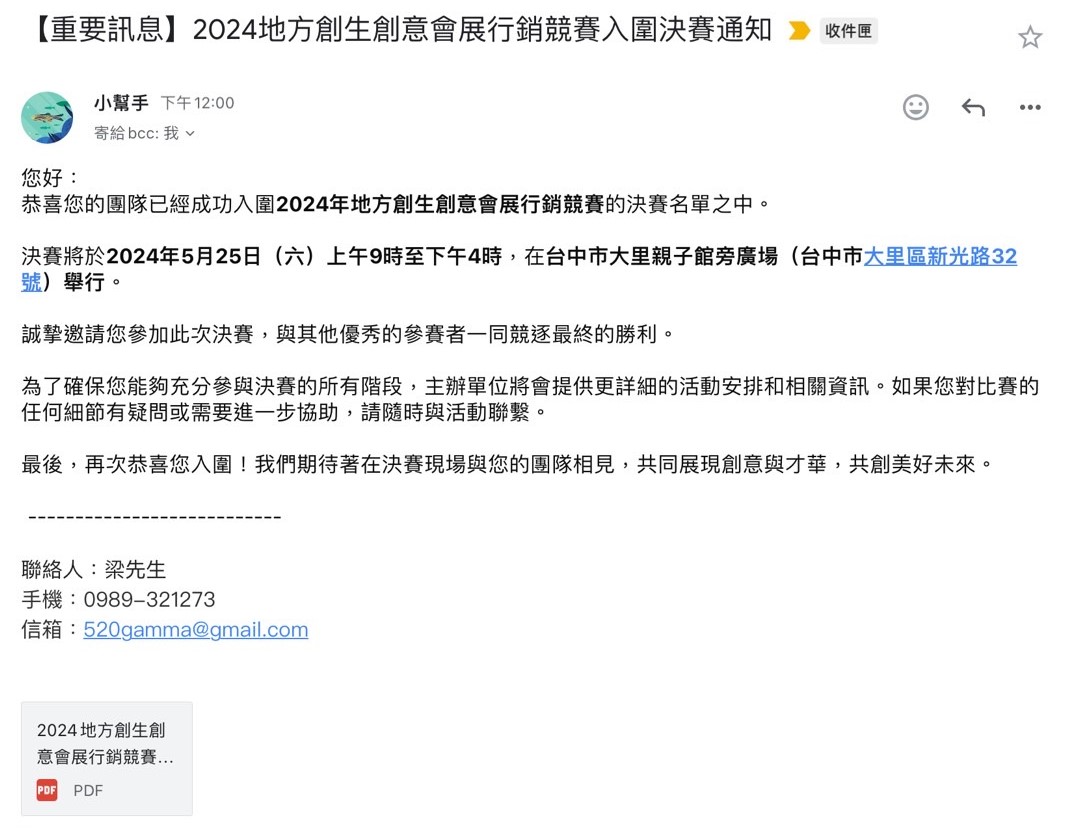 【重要訊息】2024地方創生創意會展行銷競賽入圍決賽通知 收件匣
小幫手 下午12:00
寄給 bcc: 我
您好：
恭喜您的團隊已經成功入圍2024年地方創生創意會展行銷競賽的決賽名單之中。
決賽將於2024年5月25日（六）上午9時至下午4時，在台中市大里親子館旁廣場（台中市大里區新光路32
號）舉行。
誠摯邀請您參加此次決賽，與其他優秀的參賽者一同競逐最終的勝利。
為了確保您能夠充分參與決賽的所有階段，主辦單位將會提供更詳細的活動安排和相關資訊。如果您對比賽的
任何細節有疑問或需要進一步協助，請隨時與活動聯繫。
最後，再次恭喜您入圍！我們期待著在決賽現場與您的團隊相見，共同展現創意與才華，共創美好未來。
---------------------------
聯絡人：梁先生
手機：0989-321273
信箱：520gamma@gmail.com
2024地方創生創
意會展行銷競賽...
PDF PDF